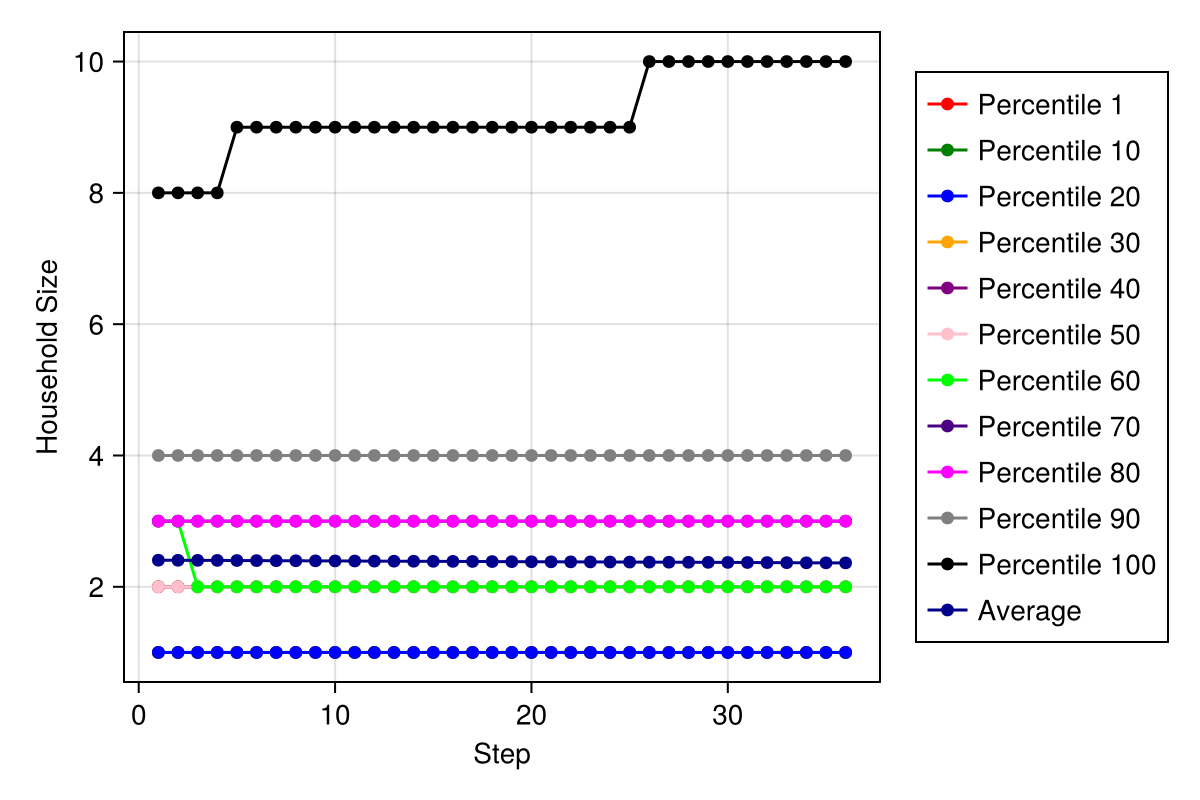 10
8
6
4
2
Household Size
0
10
20
30
Step
Percentile 1
Percentile 10
Percentile 20
Percentile 30
Percentile 40
Percentile 50
Percentile 60
Percentile 70
Percentile 80
Percentile 90
Percentile 100
Average